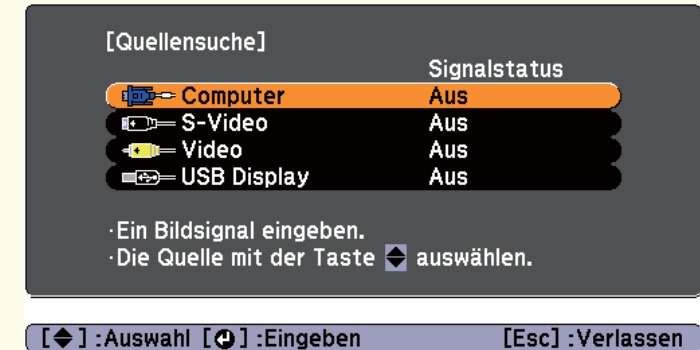 [Quellensuche]
Signalstatus
Computer Aus
S-Video Aus
Video Aus
USB Display Aus
·Ein Bildsignal eingeben.
·Die Quelle mit der Taste auswählen.
[◆] :Auswahl [⏎] :Eingeben [Esc] :Verlassen